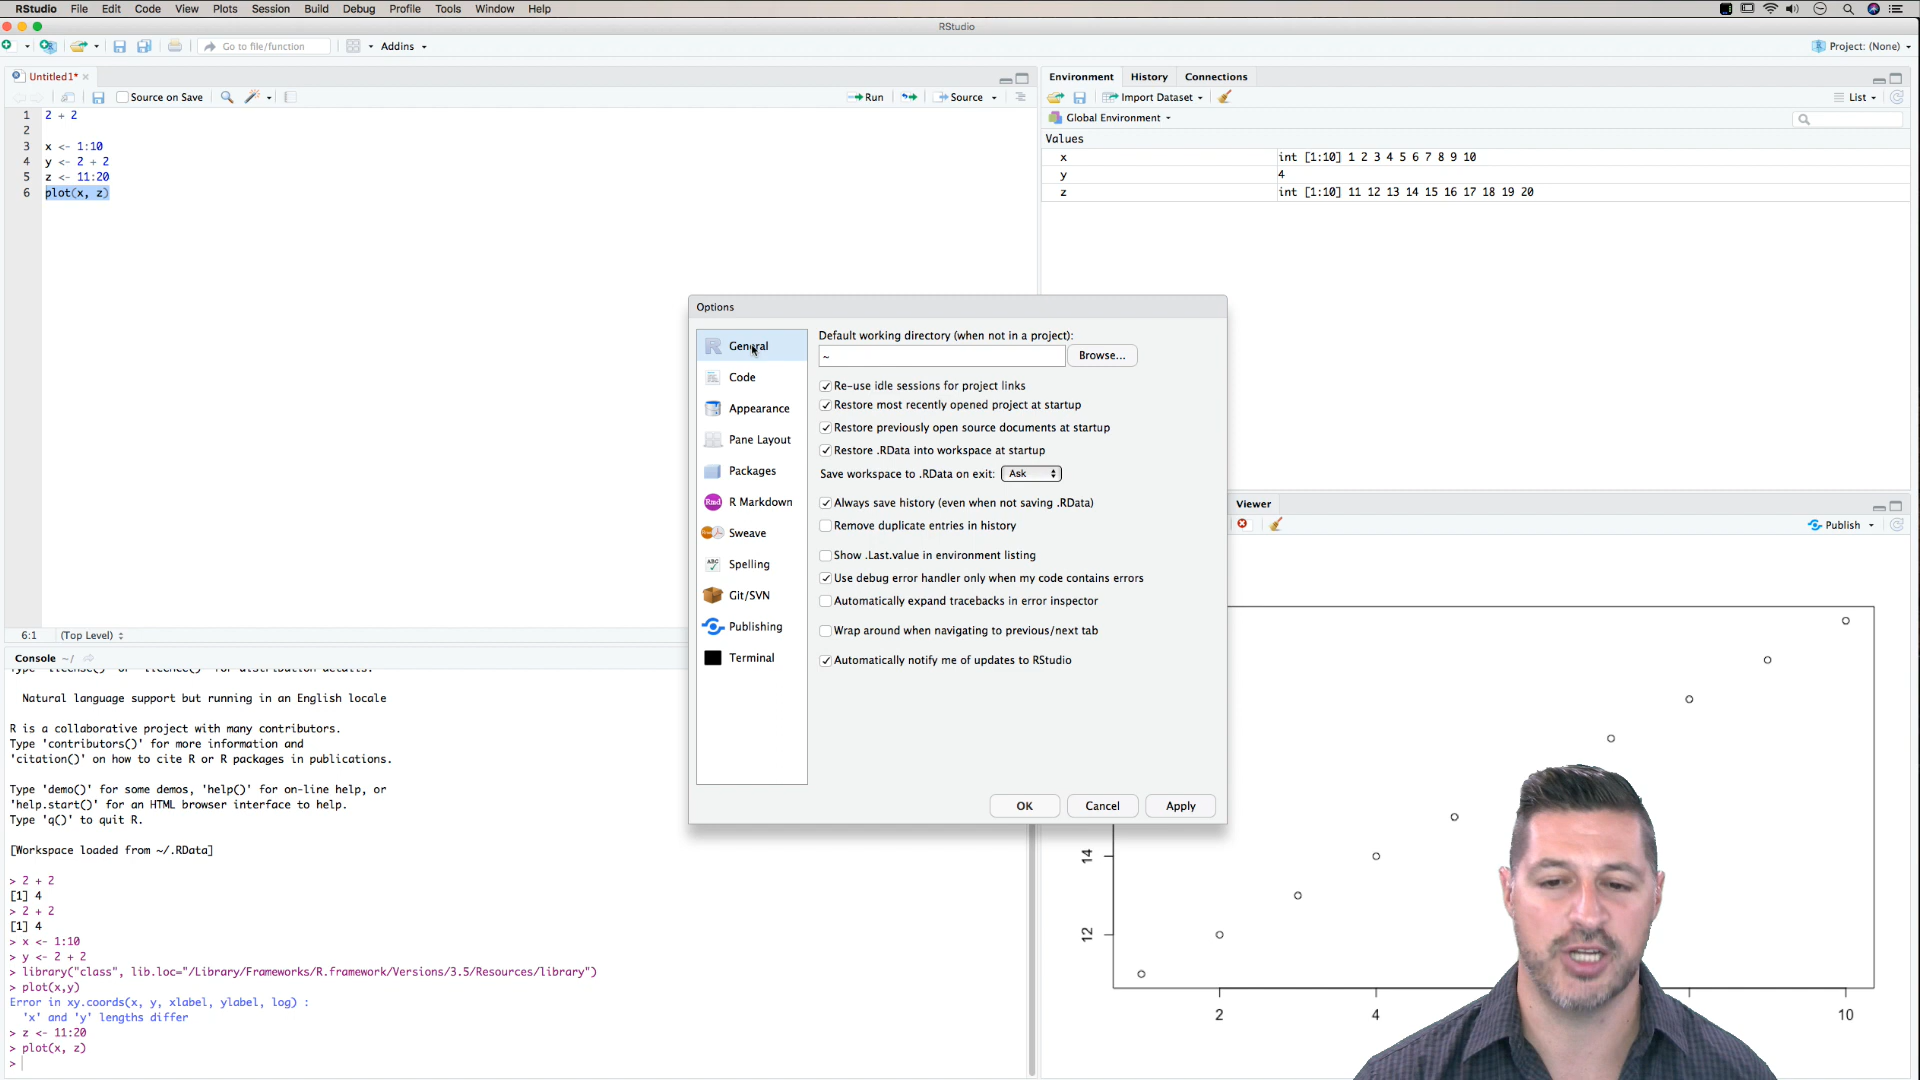 RStudio File Edit Code View Plots Session Build Debug Profile Tools Window Help
RStudio
Go to file/function Addins Project: (None)
Untitled1*
Source on Save Run Source
1 2 + 2
2
3 x <- 1:10
4 y <- 2 + 2
5 z <- 11:20
6 plot(x, z)
6:1 (Top Level)
Environment History Connections
Import Dataset List
Global Environment
Values
x int [1:10] 1 2 3 4 5 6 7 8 9 10
y 4
z int [1:10] 11 12 13 14 15 16 17 18 19 20
Options
General
Code
Appearance
Pane Layout
Packages
Rmd R Markdown
Sweave
ABC Spelling
Git/SVN
Publishing
Terminal
Default working directory (when not in a project):
~ Browse...
Re-use idle sessions for project links
Restore most recently opened project at startup
Restore previously open source documents at startup
Restore .RData into workspace at startup
Save workspace to .RData on exit: Ask
Always save history (even when not saving .RData)
Remove duplicate entries in history
Show .Last.value in environment listing
Use debug error handler only when my code contains errors
Automatically expand tracebacks in error inspector
Wrap around when navigating to previous/next tab
Automatically notify me of updates to RStudio
OK Cancel Apply
Console ~/
Natural language support but running in an English locale
R is a collaborative project with many contributors.
Type 'contributors()' for more information and
'citation()' on how to cite R or R packages in publications.
Type 'demo()' for some demos, 'help()' for on-line help, or
'help.start()' for an HTML browser interface to help.
Type 'q()' to quit R.
[Workspace loaded from ~/.RData]
> 2 + 2
[1] 4
> 2 + 2
[1] 4
> x <- 1:10
> y <- 2 + 2
> library("class", lib.loc="/Library/Frameworks/R.framework/Versions/3.5/Resources/library")
> plot(x,y)
Error in xy.coords(x, y, xlabel, ylabel, log) :
'x' and 'y' lengths differ
> z <- 11:20
> plot(x, z)
>
Viewer
Publish
14
12
2 4 10